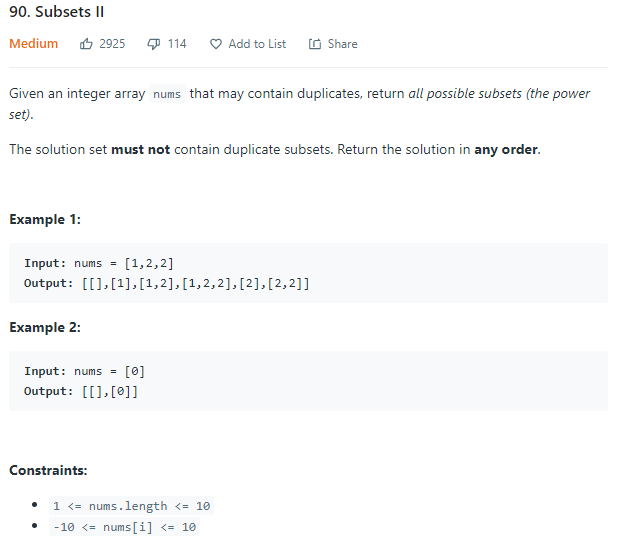 90. Subsets II
Medium 2925 114 Add to List Share
Given an integer array nums that may contain duplicates, return all possible subsets (the power
set).
The solution set must not contain duplicate subsets. Return the solution in any order.
Example 1:
Input: nums = [1,2,2]
Output: [[],[1],[1,2],[1,2,2],[2],[2,2]]
Example 2:
Input: nums = [0]
Output: [[],[0]]
Constraints:
• 1 <= nums.length <= 10
• -10 <= nums[i] <= 10